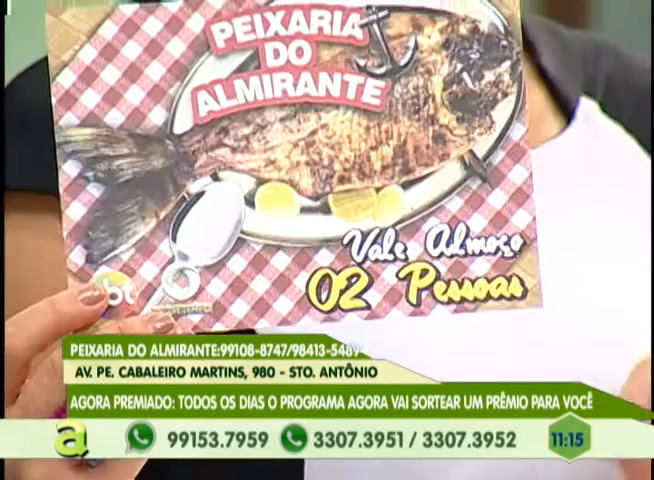 PEIXARIA
DO
ALMIRANTE
Vale Almoço
02 Pessoas
bt
PEIXARIA DO ALMIRANTE:99108-8747/98413-5489
AV. PE. CABALEIRO MARTINS, 980 - STO. ANTÔNIO
AGORA PREMIADO: TODOS OS DIAS O PROGRAMA AGORA VAI SORTEAR UM PRÊMIO PARA VOCÊ
a 99153.7959 3307.3951 / 3307.3952 11:15